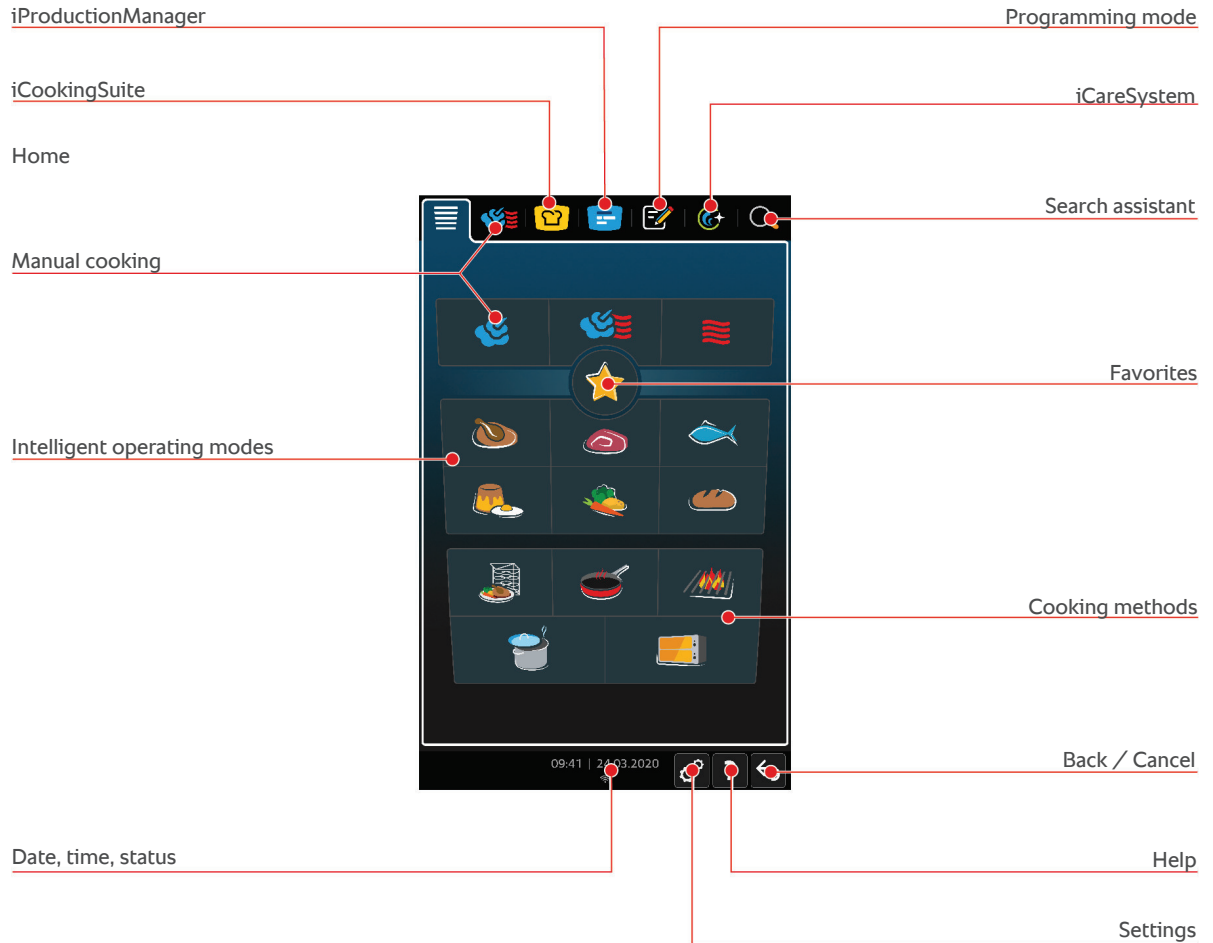 iProductionManager
Programming mode
iCookingSuite
iCareSystem
Home
Search assistant
Manual cooking
Favorites
Intelligent operating modes
Cooking methods
09:41 | 24.03.2020
Back / Cancel
Date, time, status
Help
Settings